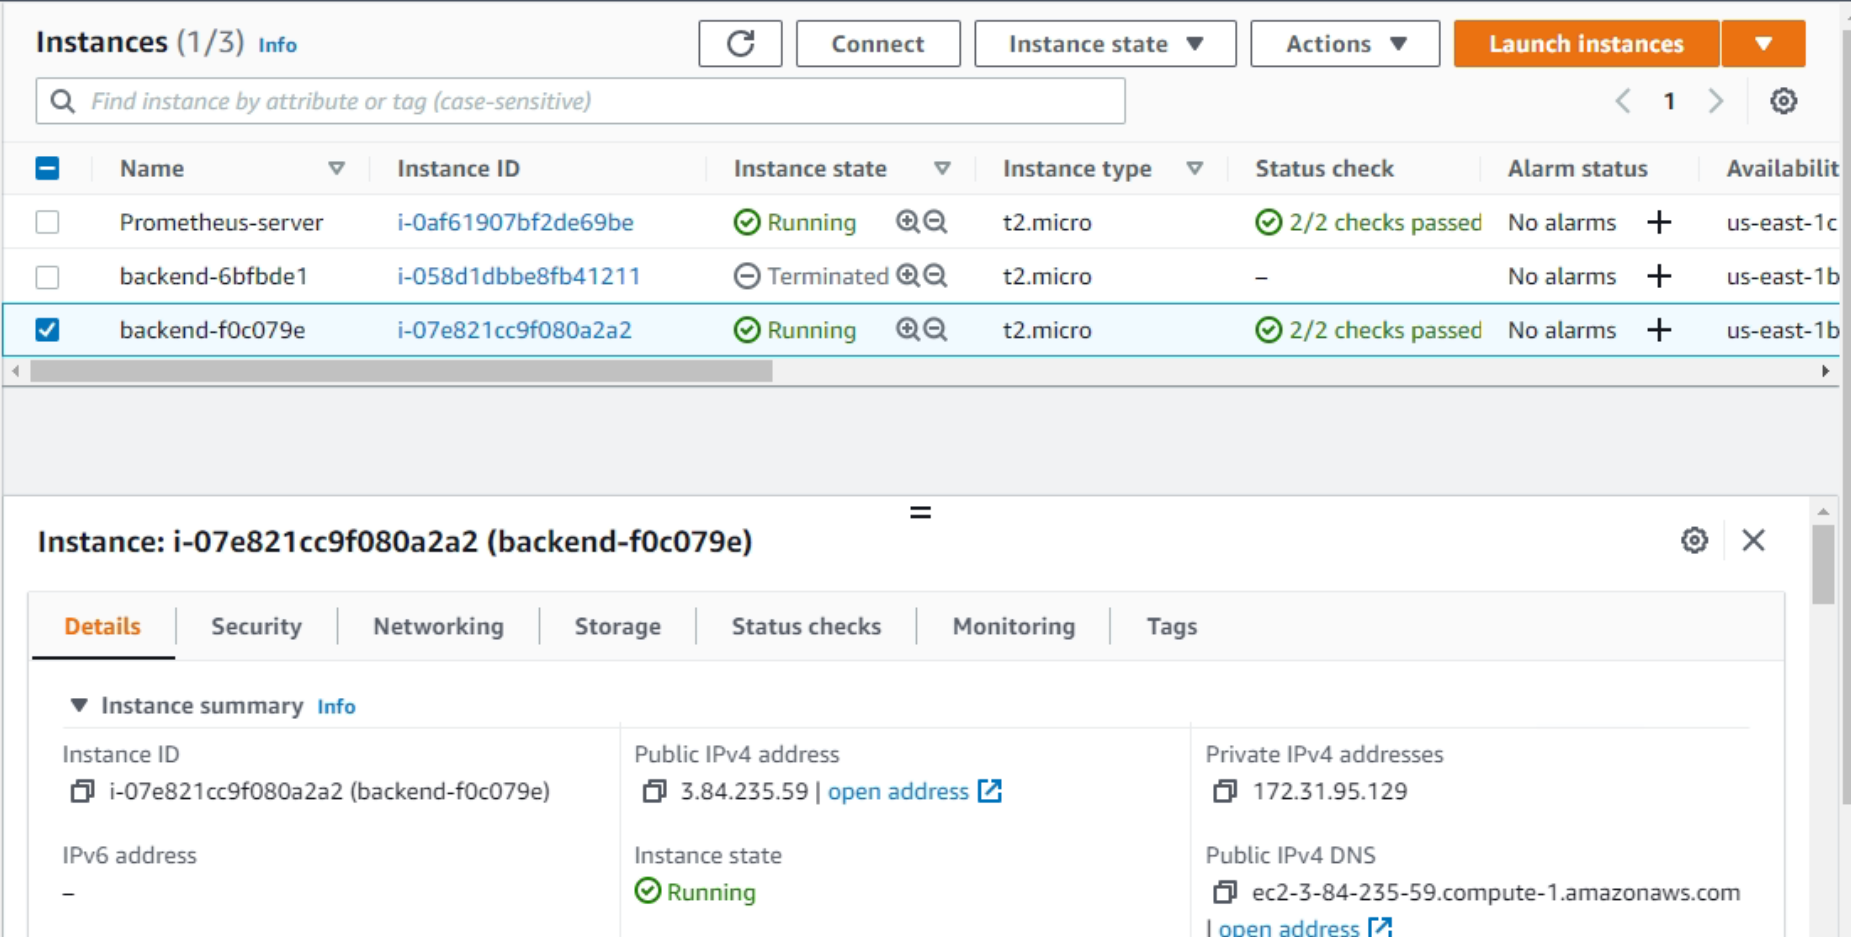 Instances (1/3) Info
Connect
Instance state
Actions
Launch instances
Find instance by attribute or tag (case-sensitive)
1
Name Instance ID Instance state Instance type Status check Alarm status Availabilit
Prometheus-server i-0af61907bf2de69be Running t2.micro 2/2 checks passed No alarms + us-east-1c
backend-6bfbde1 i-058d1dbbe8fb41211 Terminated t2.micro – No alarms + us-east-1b
backend-f0c079e i-07e821cc9f080a2a2 Running t2.micro 2/2 checks passed No alarms + us-east-1b
Instance: i-07e821cc9f080a2a2 (backend-f0c079e)
Details Security Networking Storage Status checks Monitoring Tags
Instance summary Info
Instance ID
i-07e821cc9f080a2a2 (backend-f0c079e)
Public IPv4 address
3.84.235.59 | open address
Private IPv4 addresses
172.31.95.129
IPv6 address
–
Instance state
Running
Public IPv4 DNS
ec2-3-84-235-59.compute-1.amazonaws.com
| open address